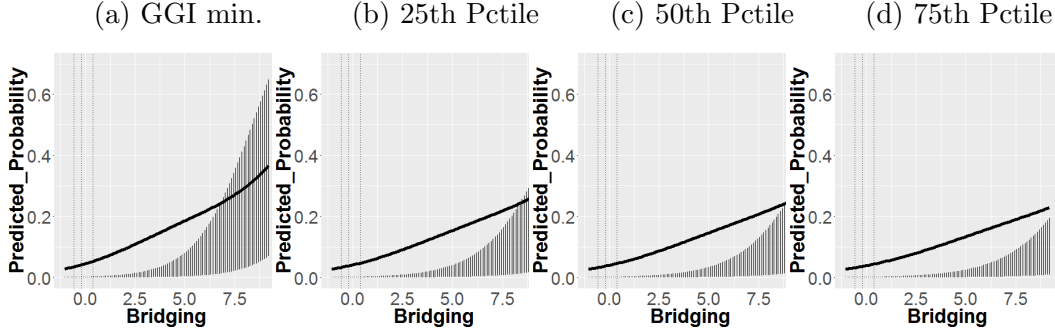 (a) GGI min.
(b) 25th Pctile
(c) 50th Pctile
(d) 75th Pctile
Predicted_Probability
0.6
0.4
0.2
0.0
0.0 2.5 5.0 7.5
Bridging
Predicted_Probability
0.6
0.4
0.2
0.0
0.0 2.5 5.0 7.5
Bridging
Predicted_Probability
0.6
0.4
0.2
0.0
0.0 2.5 5.0 7.5
Bridging
Predicted_Probability
0.6
0.4
0.2
0.0
0.0 2.5 5.0 7.5
Bridging